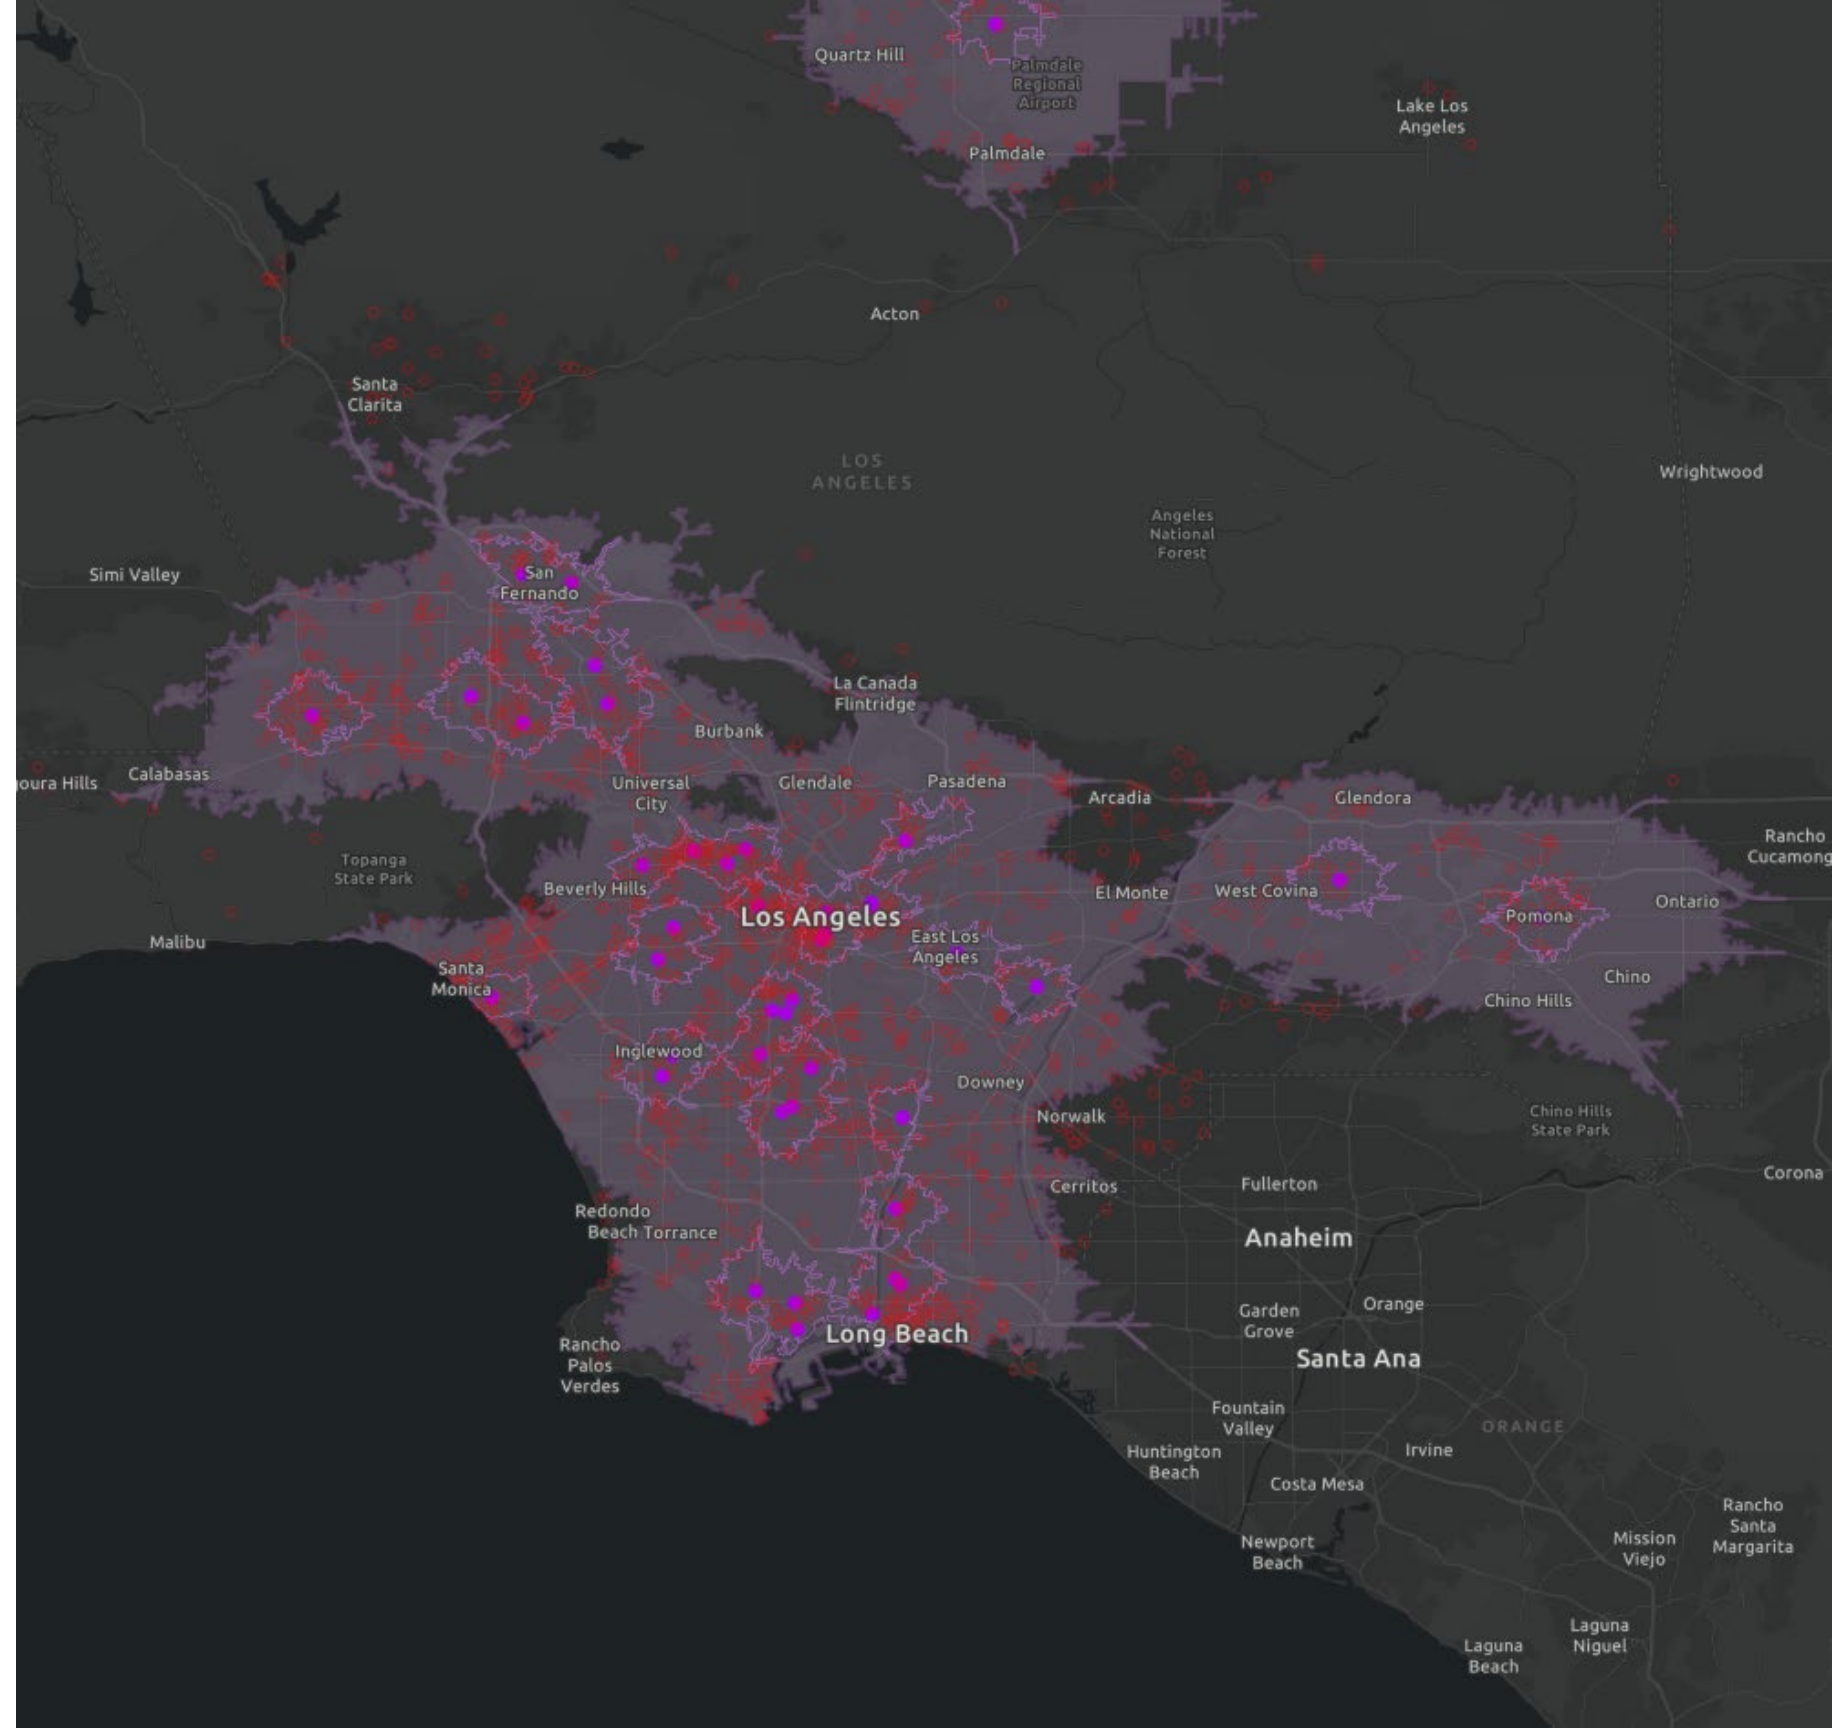 Quartz Hill
Palmdale
Regional
Airport
Lake Los
Angeles
Palmdale
Acton
Santa
Clarita
LOS
ANGELES
Wrightwood
Angeles
National
Forest
Simi Valley
San
Fernando
La Canada
Flintridge
Burbank
Calabasas
goura Hills
Universal
City
Glendale
Pasadena
Arcadia
Glendora
Rancho
Cucamong
Topanga
State Park
Beverly Hills
El Monte
West Covina
Ontario
Los Angeles
Pomona
Malibu
East Los
Angeles
Santa
Monica
Chino
Chino Hills
Inglewood
Downey
Norwalk
Chino Hills
State Park
Corona
Cerritos
Fullerton
Redondo
Beach
Torrance
Anaheim
Garden
Grove
Orange
Long Beach
Rancho
Palos
Verdes
Santa Ana
Fountain
Valley
ORANGE
Huntington
Beach
Irvine
Costa Mesa
Rancho
Santa
Margarita
Newport
Beach
Mission
Viejo
Laguna
Niguel
Laguna
Beach